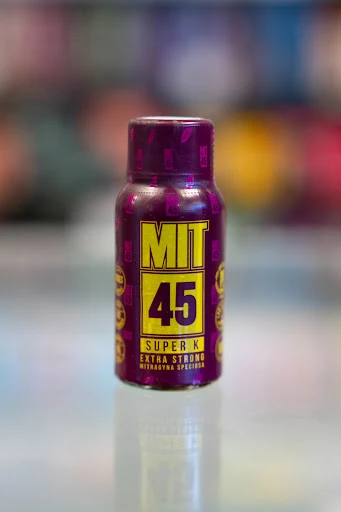 MIT
45
SUPER K
EXTRA STRONG
MITRAGYNA SPECIOSA